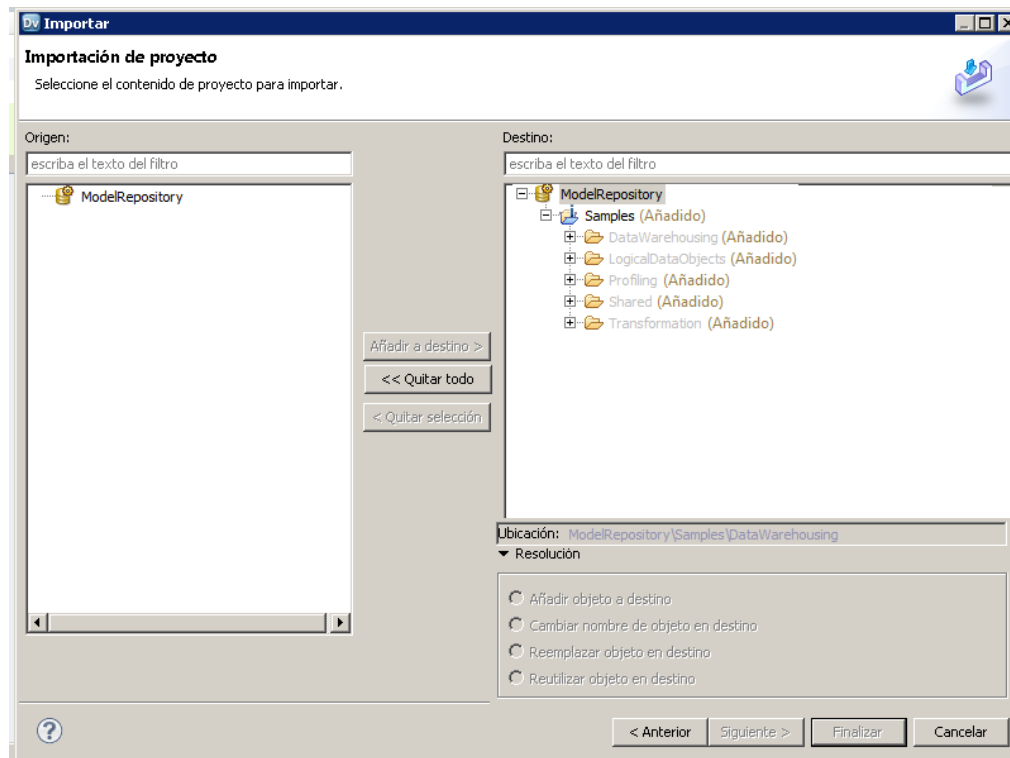 Dv Importar
Importación de proyecto
Seleccione el contenido de proyecto para importar.
Origen:
escriba el texto del filtro
ModelRepository
Añadir a destino >
<< Quitar todo
< Quitar selección
Destino:
escriba el texto del filtro
ModelRepository
Samples (Añadido)
DataWarehousing (Añadido)
LogicalDataObjects (Añadido)
Profiling (Añadido)
Shared (Añadido)
Transformation (Añadido)
Ubicación: ModelRepository\Samples\DataWarehousing
Resolución
Añadir objeto a destino
Cambiar nombre de objeto en destino
Reemplazar objeto en destino
Reutilizar objeto en destino
?
< Anterior
Siguiente >
Finalizar
Cancelar